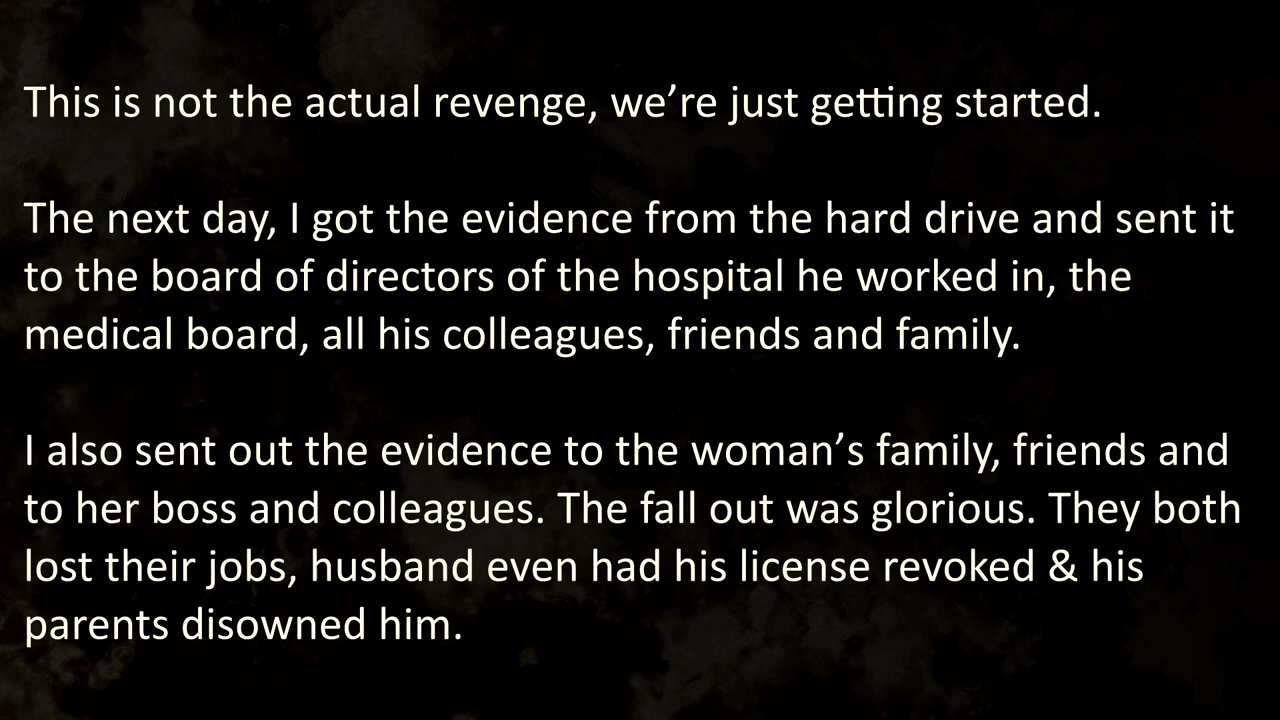 This is not the actual revenge, we’re just getting started.
The next day, I got the evidence from the hard drive and sent it
to the board of directors of the hospital he worked in, the
medical board, all his colleagues, friends and family.
I also sent out the evidence to the woman’s family, friends and
to her boss and colleagues. The fall out was glorious. They both
lost their jobs, husband even had his license revoked & his
parents disowned him.